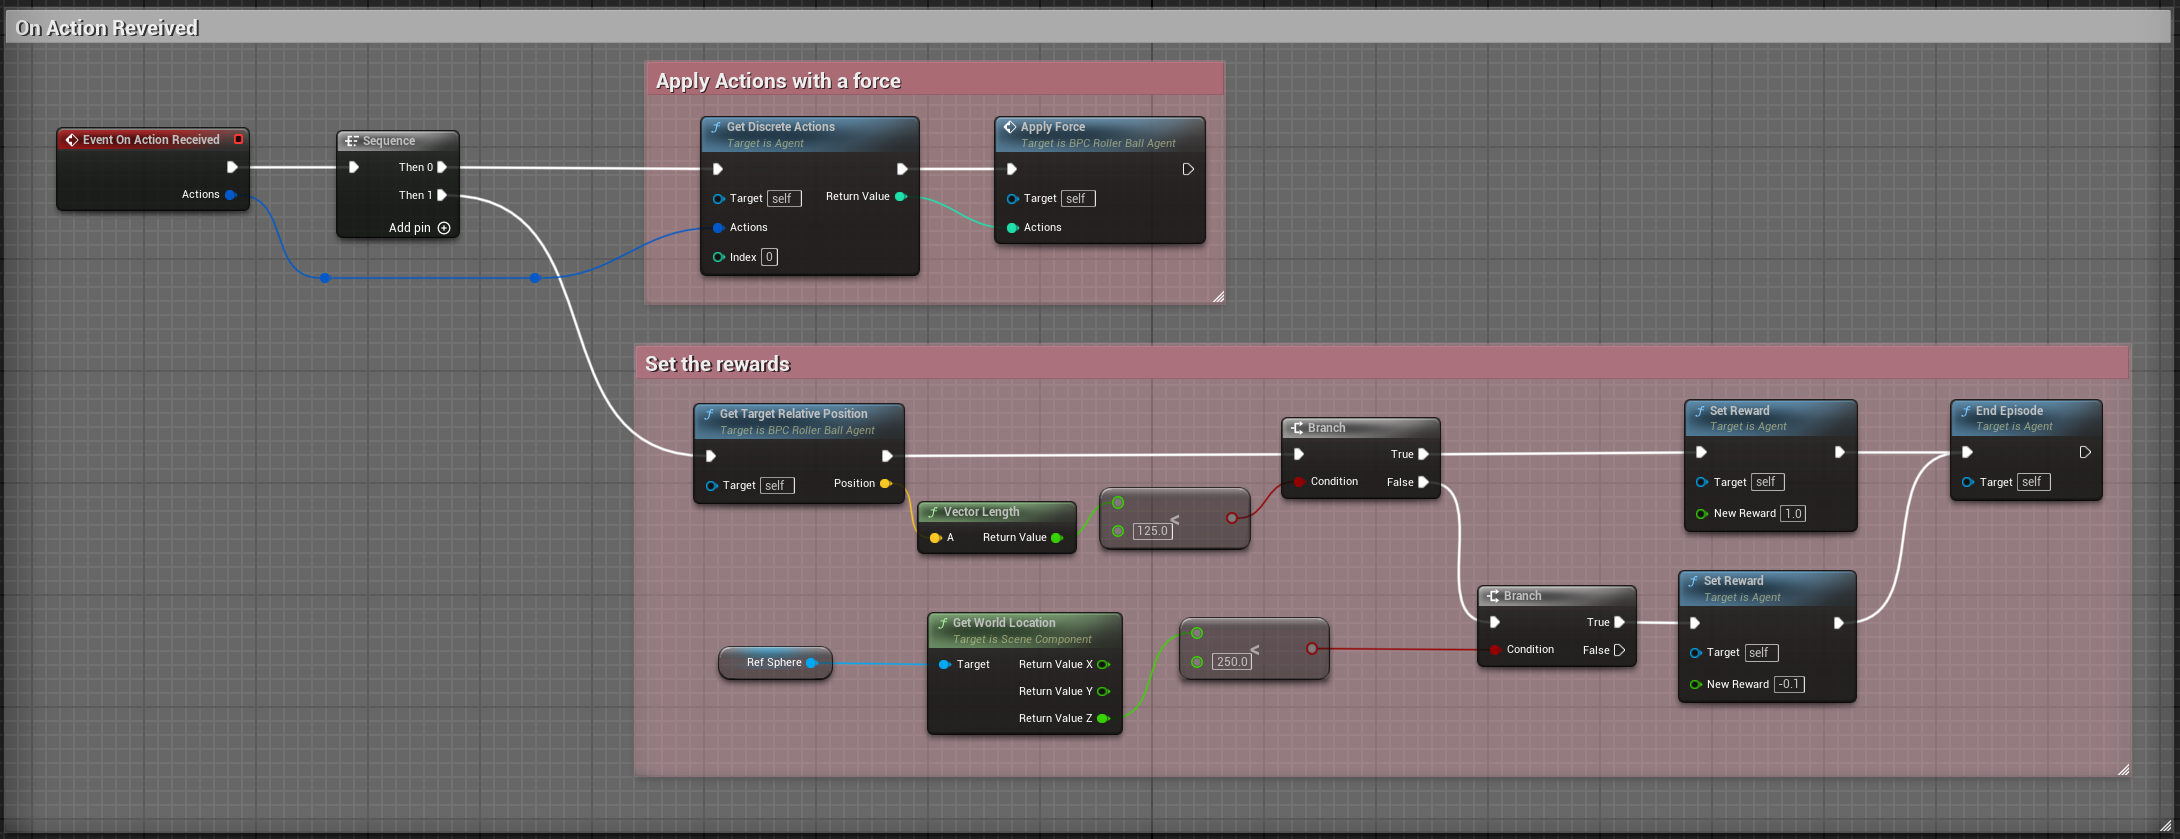 On Action Reveived
Apply Actions with a force
Event On Action Received
Actions
Sequence
Then 0
Then 1
Add pin
Get Discrete Actions
Target is Agent
Target self
Return Value
Actions
Index 0
Apply Force
Target is BPC Roller Ball Agent
Target self
Actions
Set the rewards
Get Target Relative Position
Target is BPC Roller Ball Agent
Target self
Position
Vector Length
A
Return Value
<
125.0
Branch
True
Condition
False
Set Reward
Target is Agent
Target self
New Reward 1.0
End Episode
Target is Agent
Target self
Ref Sphere
Get World Location
Target is Scene Component
Target
Return Value X
Return Value Y
Return Value Z
<
250.0
Branch
True
Condition
False
Set Reward
Target is Agent
Target self
New Reward -0.1